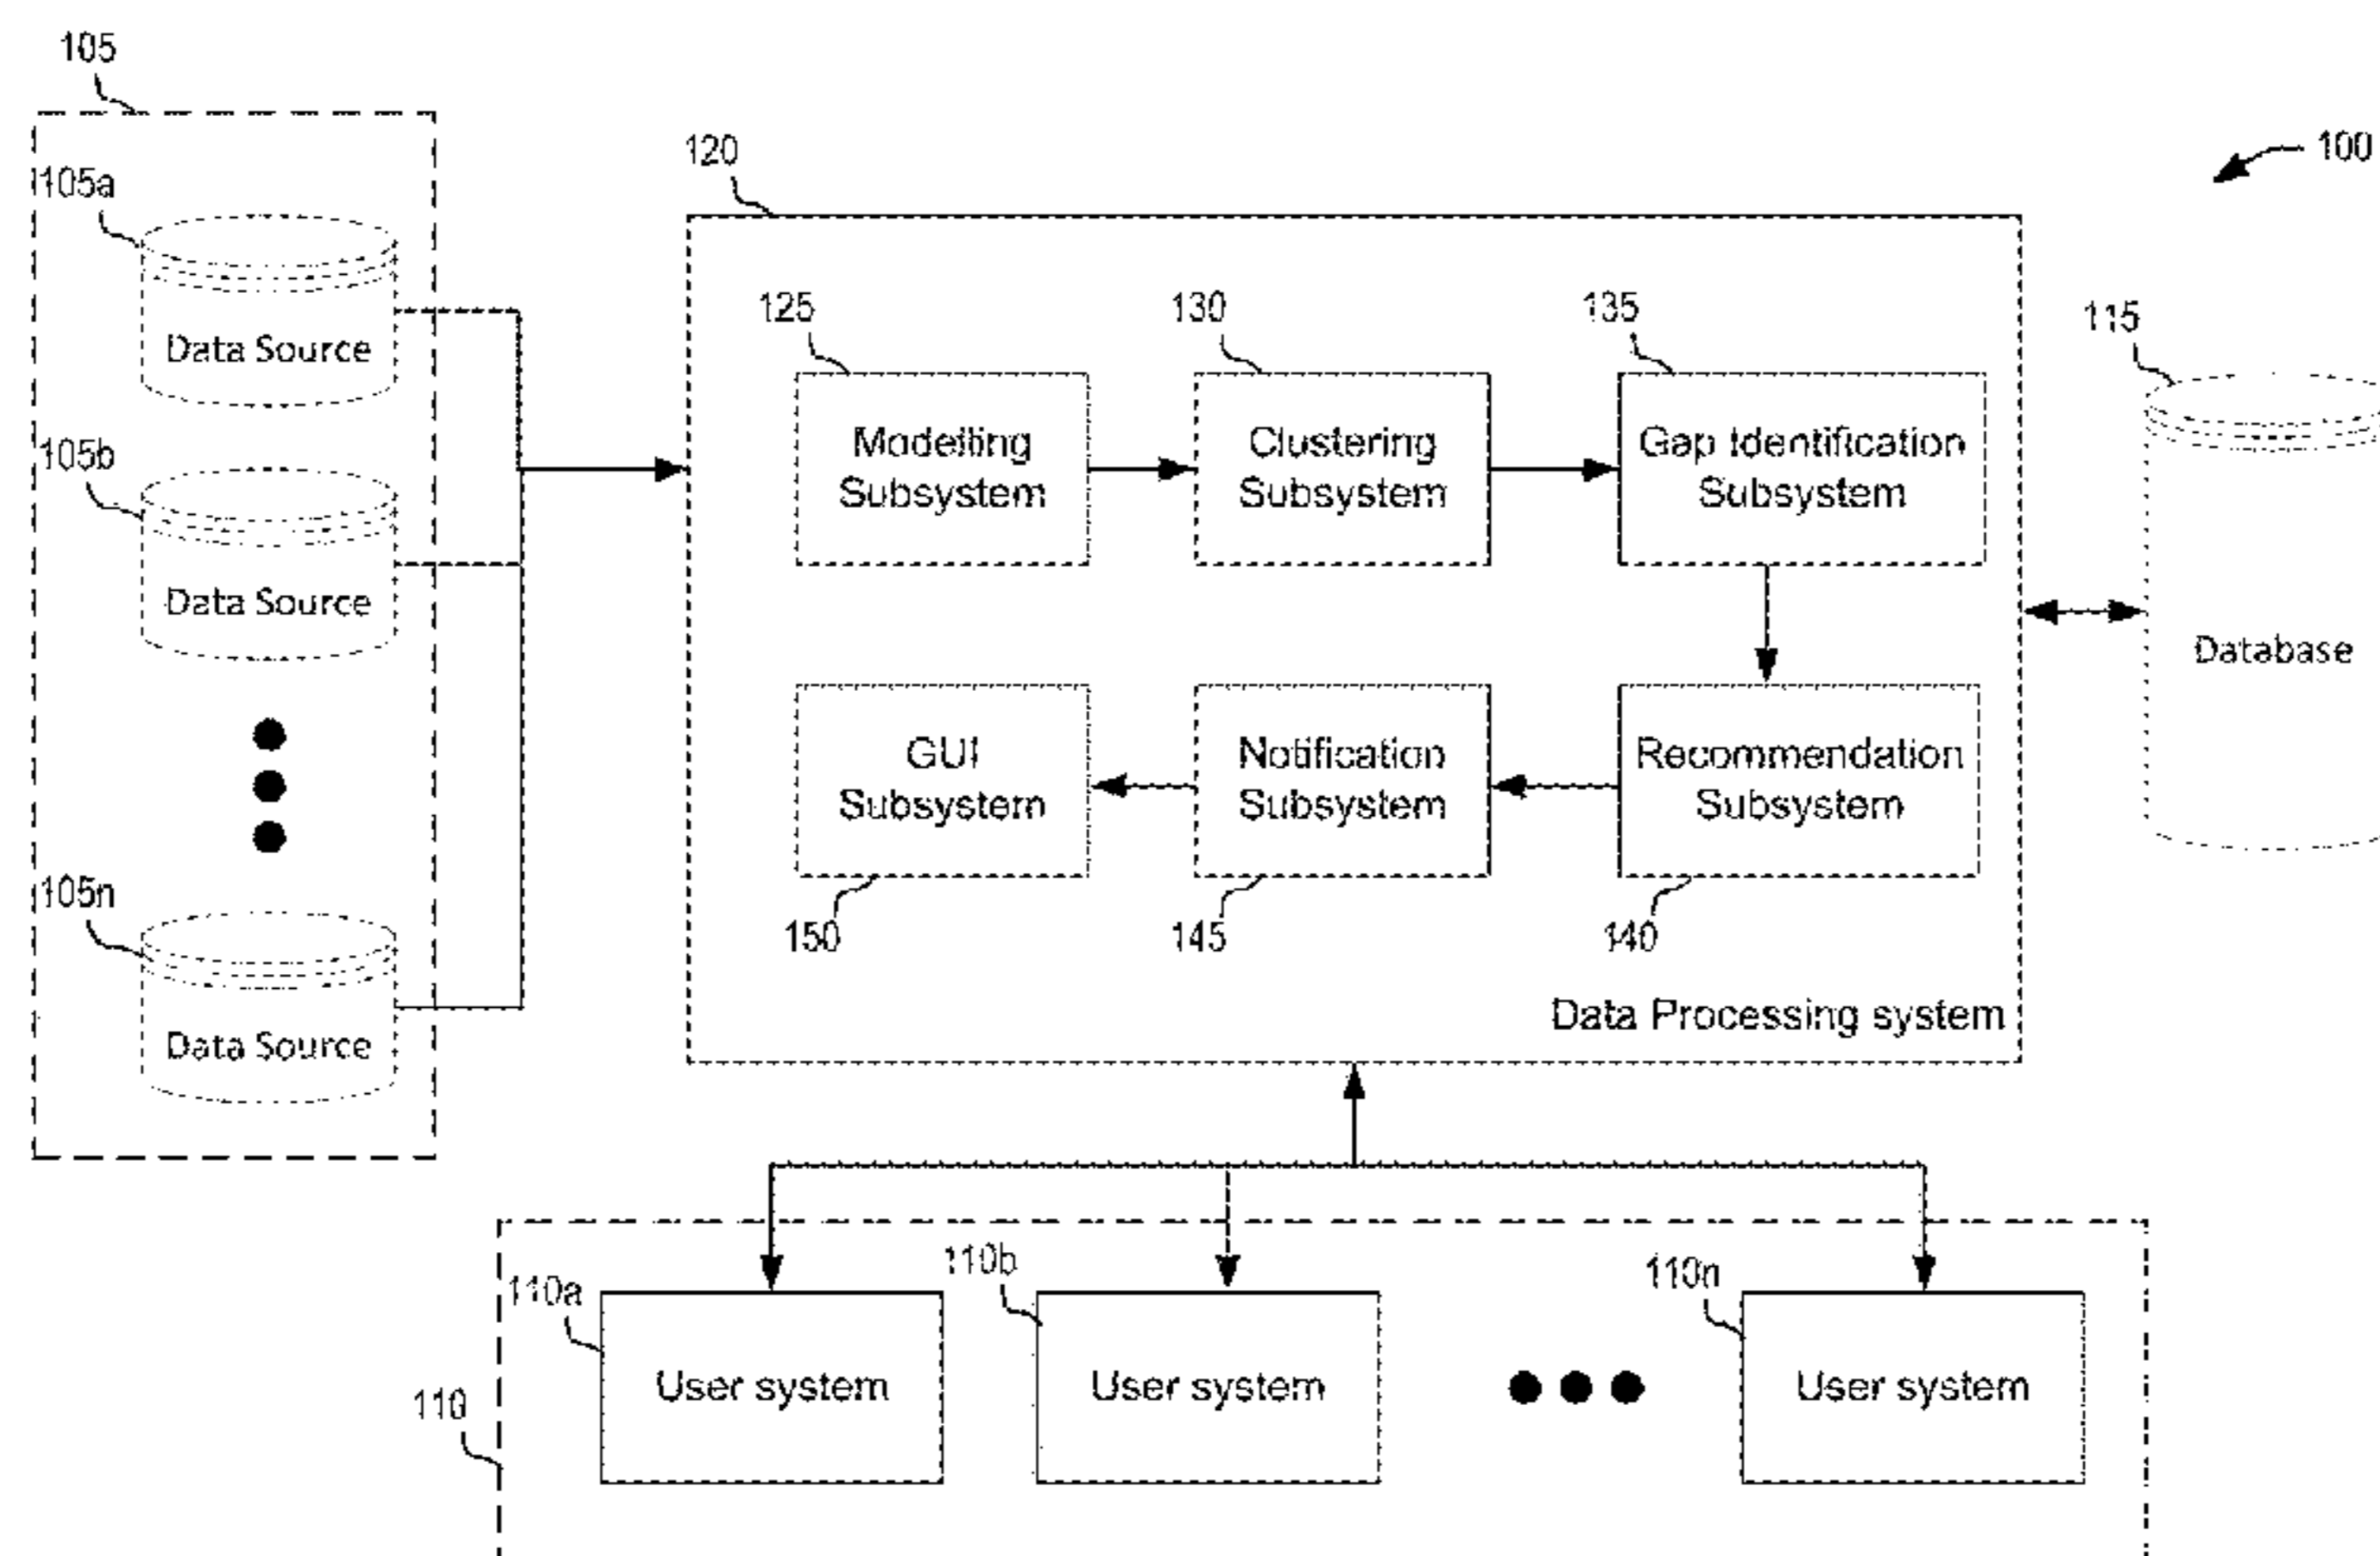 105
100
120
105a
125
130
135
115
Data Source
Modelling
Subsystem
Clustering
Subsystem
Gap Identification
Subsystem
105b
Data Source
Database
GUI
Subsystem
Notification
Subsystem
Recommendation
Subsystem
105n
150
145
140
Data Source
Data Processing system
110a
110b
110n
110
User system
User system
User system